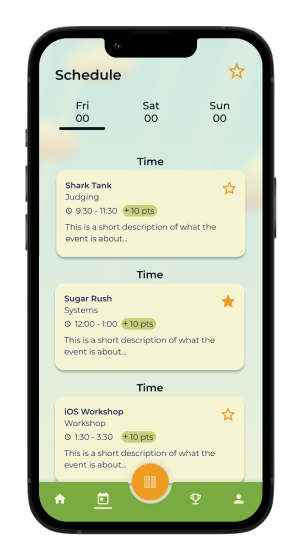 Schedule
Fri Sat Sun
00 00 00
Time
Shark Tank
Judging
9:30 - 11:30 + 10 pts
This is a short description of what the
event is about...
Time
Sugar Rush
Systems
12:00 - 1:00 + 10 pts
This is a short description of what the
event is about...
Time
iOS Workshop
Workshop
1:30 - 3:30 + 10 pts
This is a short description of what the
event is about...